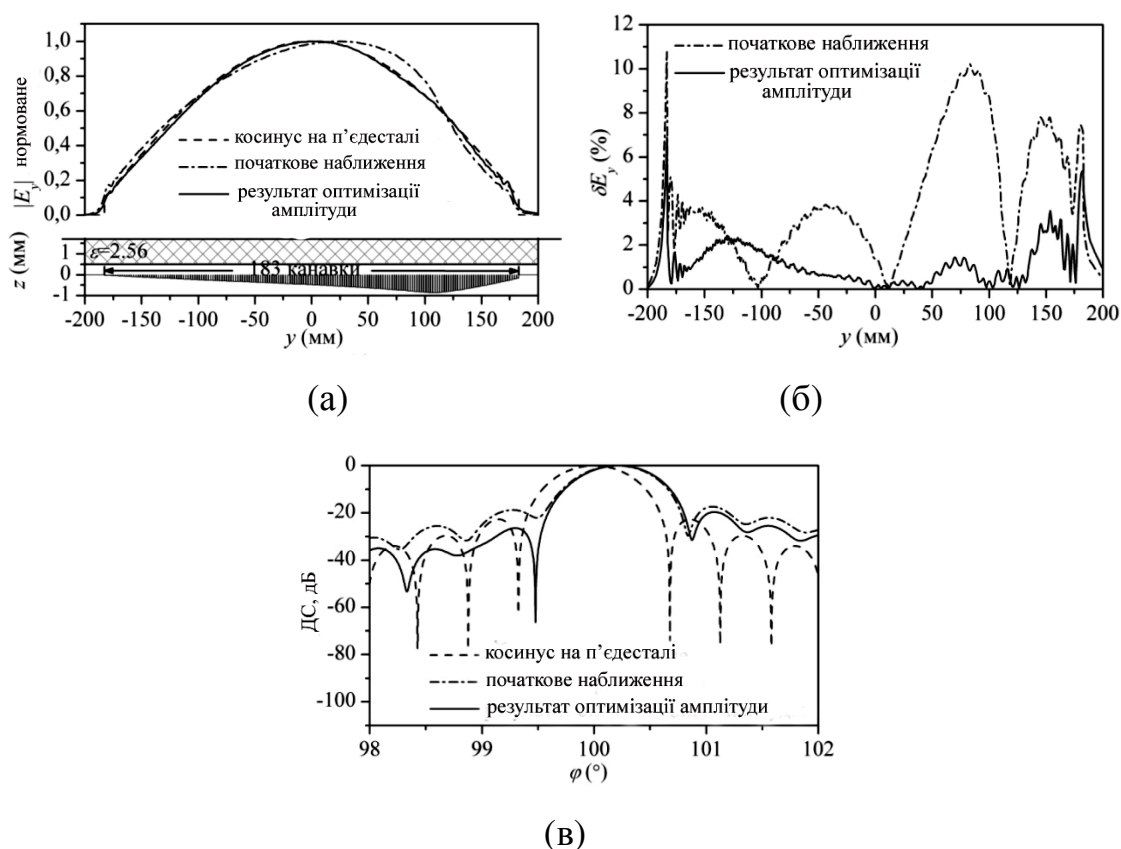 1,0
0,8
0,6
0,4
0,2
0,0
|E_y| нормоване
косинус на п’єдесталі
початкове наближення
результат оптимізації
амплітуди
z (мм)
1
0
-1
ε=2.56
183 канавки
-200 -150 -100 -50 0 50 100 150 200
y (мм)
(а)
12
10
8
6
4
2
0
δE_y (%)
початкове наближення
результат оптимізації
амплітуди
-200 -150 -100 -50 0 50 100 150 200
y (мм)
(б)
0
-20
-40
-60
-80
-100
ДС, дБ
косинус на п’єдесталі
початкове наближення
результат оптимізації амплітуди
98 99 100 101 102
φ (°)
(в)